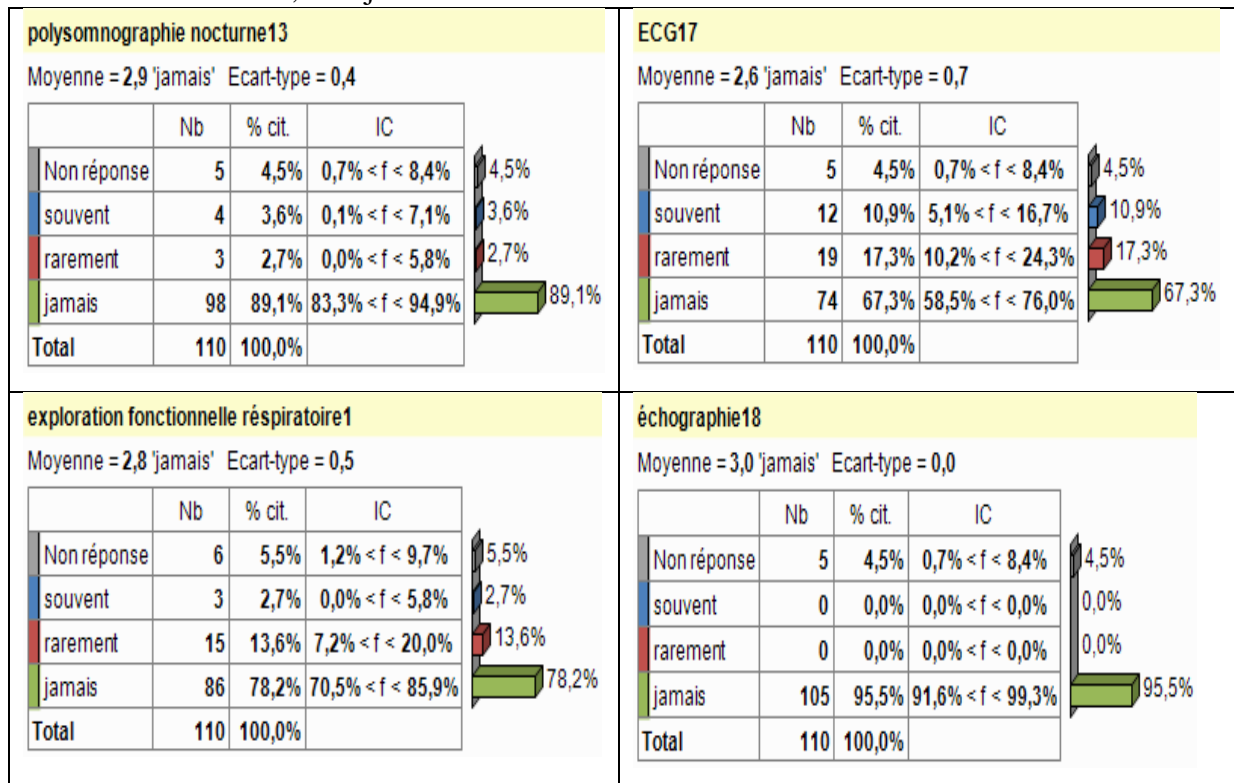 polysomnographie nocturne13
Moyenne = 2,9 'jamais' Ecart-type = 0,4
Nb % cit. IC
Non réponse 5 4,5% 0,7% < f < 8,4% 4,5%
souvent 4 3,6% 0,1% < f < 7,1% 3,6%
rarement 3 2,7% 0,0% < f < 5,8% 2,7%
jamais 98 89,1% 83,3% < f < 94,9% 89,1%
Total 110 100,0%
ECG17
Moyenne = 2,6 'jamais' Ecart-type = 0,7
Nb % cit. IC
Non réponse 5 4,5% 0,7% < f < 8,4% 4,5%
souvent 12 10,9% 5,1% < f < 16,7% 10,9%
rarement 19 17,3% 10,2% < f < 24,3% 17,3%
jamais 74 67,3% 58,5% < f < 76,0% 67,3%
Total 110 100,0%
exploration fonctionnelle réspiratoire1
Moyenne = 2,8 'jamais' Ecart-type = 0,5
Nb % cit. IC
Non réponse 6 5,5% 1,2% < f < 9,7% 5,5%
souvent 3 2,7% 0,0% < f < 5,8% 2,7%
rarement 15 13,6% 7,2% < f < 20,0% 13,6%
jamais 86 78,2% 70,5% < f < 85,9% 78,2%
Total 110 100,0%
échographie18
Moyenne = 3,0 'jamais' Ecart-type = 0,0
Nb % cit. IC
Non réponse 5 4,5% 0,7% < f < 8,4% 4,5%
souvent 0 0,0% 0,0% < f < 0,0% 0,0%
rarement 0 0,0% 0,0% < f < 0,0% 0,0%
jamais 105 95,5% 91,6% < f < 99,3% 95,5%
Total 110 100,0%